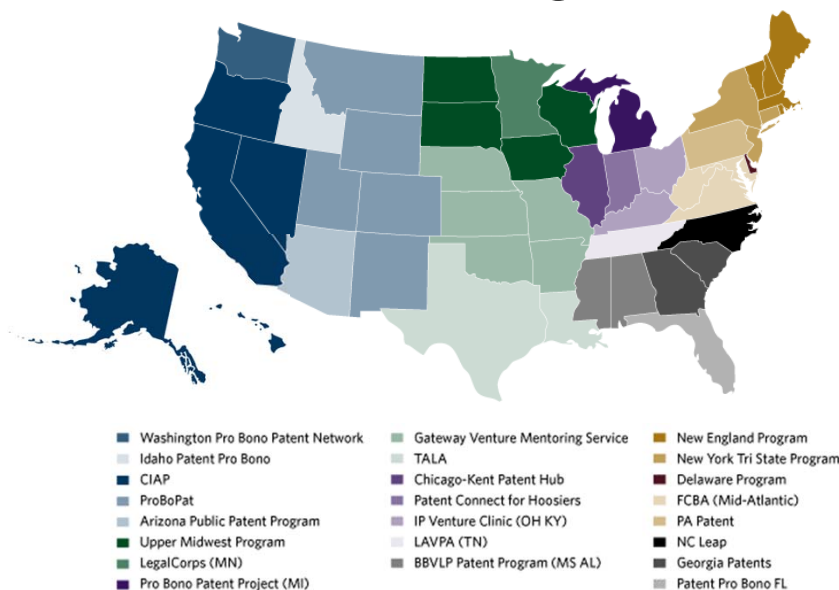 Washington Pro Bono Patent Network
Idaho Patent Pro Bono
CIAP
ProBoPat
Arizona Public Patent Program
Upper Midwest Program
LegalCorps (MN)
Pro Bono Patent Project (MI)
Gateway Venture Mentoring Service
TALA
Chicago-Kent Patent Hub
Patent Connect for Hoosiers
IP Venture Clinic (OH KY)
LAVPA (TN)
BBVLP Patent Program (MS AL)
New England Program
New York Tri State Program
Delaware Program
FCBA (Mid-Atlantic)
PA Patent
NC Leap
Georgia Patents
Patent Pro Bono FL